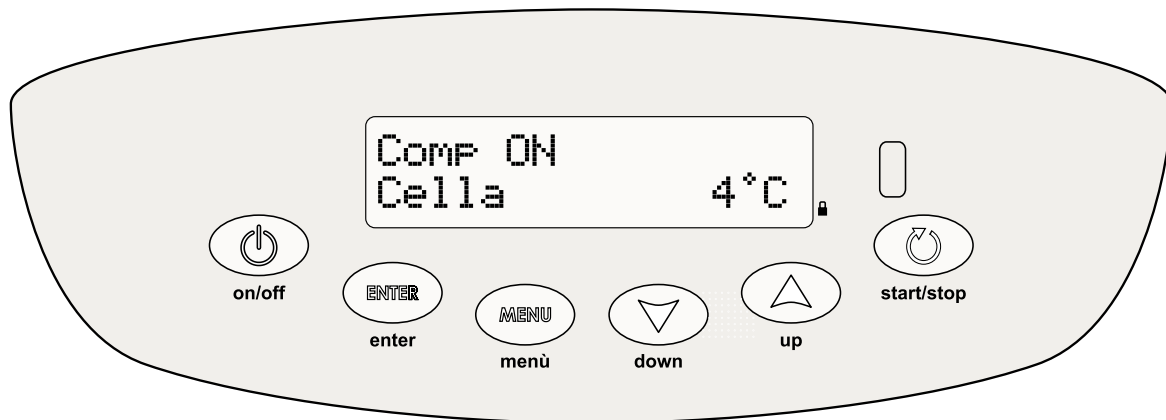 Comp ON
Cella 4°C
on/off
ENTER
enter
MENU
menù
down
up
start/stop